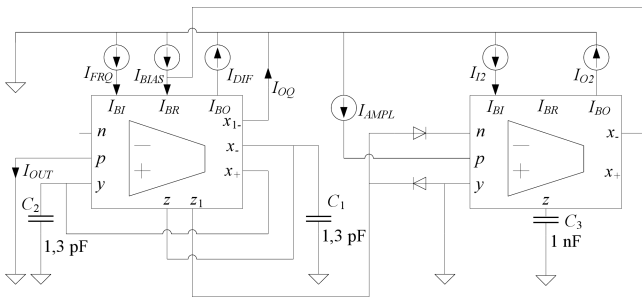 I_FRQ I_BIAS I_DIF I_OQ I_AMPL I_I2 I_O2
I_BI I_BR I_BO I_BI I_BR I_BO
n x_1- n x_-
p x_- p
y x_+ y x_+
z z_1 z
I_OUT
C_2 C_1 C_3
1,3 pF 1,3 pF 1 nF